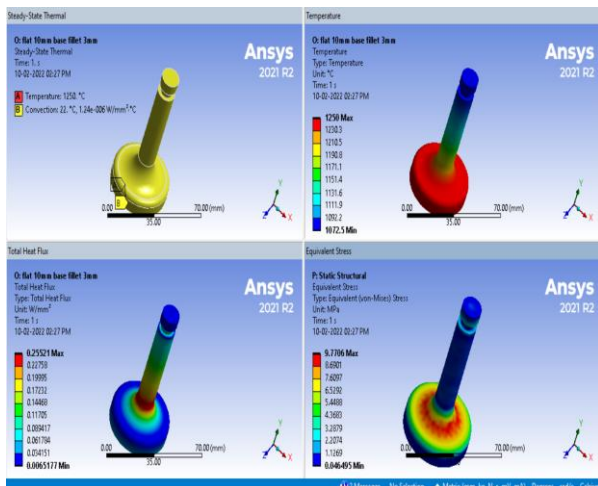 Steady-State Thermal
O: flat 10mm base fillet 3mm
Steady-State Thermal
Time: 1. s
10-02-2022 02:27 PM
A Temperature: 1250. °C
B Convection: 22. °C, 1.24e-006 W/mm²·°C
Ansys
2021 R2
B
0.00
70.00 (mm)
35.00
Y
Z
X
Temperature
O: flat 10mm base fillet 3mm
Temperature
Type: Temperature
Unit: °C
Time: 1 s
10-02-2022 02:27 PM
1250 Max
1230.3
1210.5
1190.8
1171.1
1151.4
1131.6
1111.9
1092.2
1072.5 Min
Ansys
2021 R2
0.00
70.00 (mm)
35.00
Y
Z
X
Total Heat Flux
O: flat 10mm base fillet 3mm
Total Heat Flux
Type: Total Heat Flux
Unit: W/mm²
Time: 1 s
10-02-2022 02:27 PM
0.25521 Max
0.22758
0.19995
0.17232
0.14468
0.11705
0.089417
0.061784
0.034151
0.0065177 Min
Ansys
2021 R2
0.00
70.00 (mm)
35.00
Y
Z
X
Equivalent Stress
P: Static Structural
Equivalent Stress
Type: Equivalent (von-Mises) Stress
Unit: MPa
Time: 1 s
10-02-2022 02:27 PM
9.7706 Max
8.6901
7.6097
6.5292
5.4488
4.3683
3.2879
2.2074
1.1269
0.046495 Min
Ansys
2021 R2
0.00
70.00 (mm)
35.00
Y
Z
X
No Selection